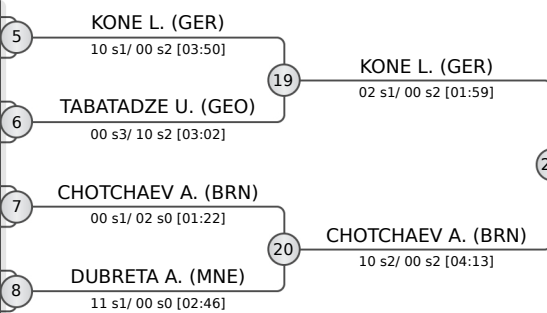 KONE L. (GER)
5
10 s1/ 00 s2 [03:50]
19
KONE L. (GER)
02 s1/ 00 s2 [01:59]
TABATADZE U. (GEO)
6
00 s3/ 10 s2 [03:02]
CHOTCHAEV A. (BRN)
7
00 s1/ 02 s0 [01:22]
20
CHOTCHAEV A. (BRN)
10 s2/ 00 s2 [04:13]
DUBRETA A. (MNE)
8
11 s1/ 00 s0 [02:46]